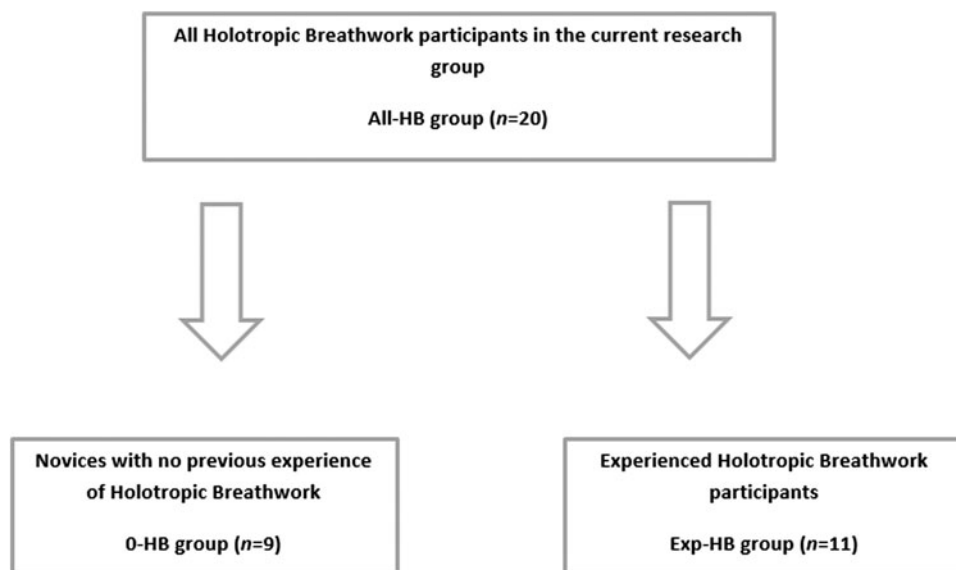 All Holotropic Breathwork participants in the current research
group
All-HB group (n=20)
Novices with no previous experience
of Holotropic Breathwork
0-HB group (n=9)
Experienced Holotropic Breathwork
participants
Exp-HB group (n=11)